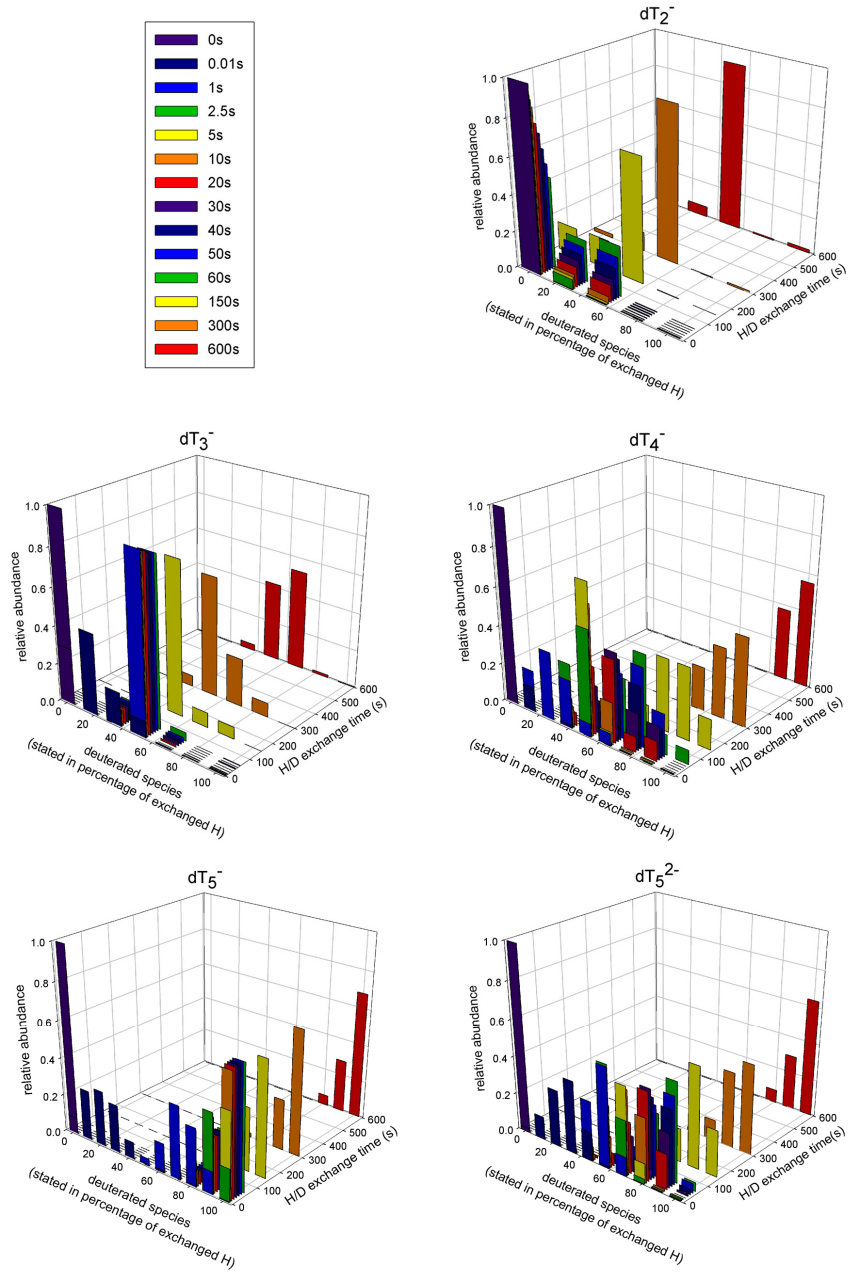 0s
0.01s
1s
2.5s
5s
10s
20s
30s
40s
50s
60s
150s
300s
600s
dT2-
relative abundance
1.0
0.8
0.6
0.4
0.2
0.0
0
20
40
60
80
100
deuterated species
(stated in percentage of exchanged H)
0
100
200
300
400
500
600
H/D exchange time (s)
dT3-
relative abundance
1.0
0.8
0.6
0.4
0.2
0.0
0
20
40
60
80
100
deuterated species
(stated in percentage of exchanged H)
0
100
200
300
400
500
600
H/D exchange time (s)
dT4-
relative abundance
1.0
0.8
0.6
0.4
0.2
0.0
0
20
40
60
80
100
deuterated species
(stated in percentage of exchanged H)
0
100
200
300
400
500
600
H/D exchange time (s)
dT5-
relative abundance
1.0
0.8
0.6
0.4
0.2
0.0
0
20
40
60
80
100
deuterated species
(stated in percentage of exchanged H)
0
100
200
300
400
500
600
H/D exchange time (s)
dT5 2-
relative abundance
1.0
0.8
0.6
0.4
0.2
0.0
0
20
40
60
80
100
deuterated species
(stated in percentage of exchanged H)
0
100
200
300
400
500
600
H/D exchange time(s)